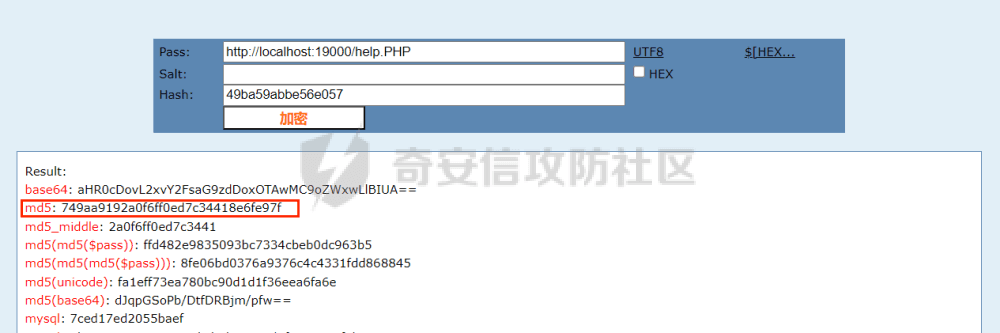 Pass: http://localhost:19000/help.PHP UTF8 $[HEX...
Salt: HEX
Hash: 49ba59abbe56e057
加密
奇安信攻防社区
Result:
base64: aHR0cDovL2xvY2FsaG9zdDoxOTAwMC9oZWxwLlBIUA==
md5: 749aa9192a0f6ff0ed7c34418e6fe97f
md5_middle: 2a0f6ff0ed7c3441
md5(md5($pass)): ffd482e9835093bc7334cbeb0dc963b5
md5(md5(md5($pass))): 8fe06bd0376a9376c4c4331fdd868845
md5(unicode): fa1eff73ea780bc90d1d1f36eea6fa6e
md5(base64): dJqpGSoPb/DtfDRBjm/pfw==
mysql: 7ced17ed2055baef